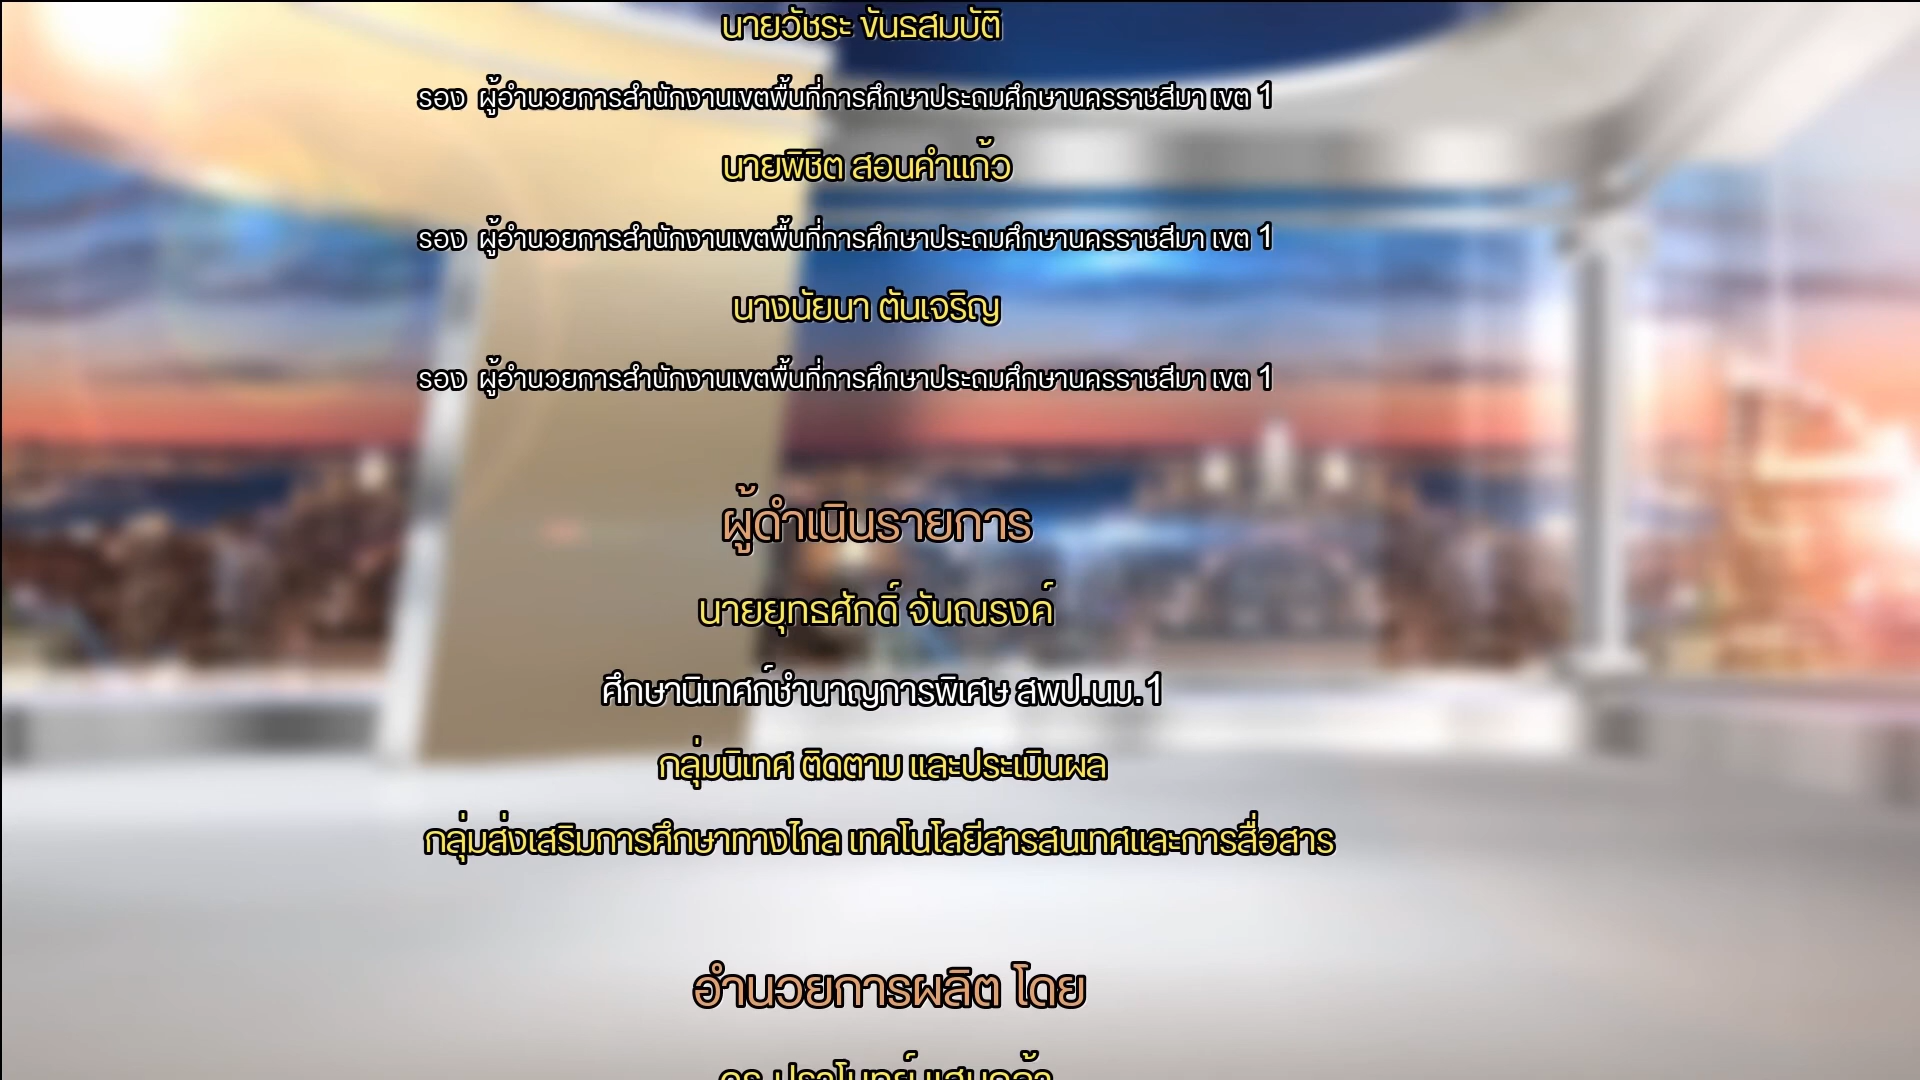 นายวัชระ ขันธสมบัติ
รอง ผู้อำนวยการสำนักงานเขตพื้นที่การศึกษาประถมศึกษานครราชสีมา เขต 1
นายพิชิต สอนคำแก้ว
รอง ผู้อำนวยการสำนักงานเขตพื้นที่การศึกษาประถมศึกษานครราชสีมา เขต 1
นางนัยนา ตันเจริญ
รอง ผู้อำนวยการสำนักงานเขตพื้นที่การศึกษาประถมศึกษานครราชสีมา เขต 1
ผู้ดำเนินรายการ
นายยุทธศักดิ์ จันณรงค์
ศึกษานิเทศก์ชำนาญการพิเศษ สพป.นม.1
กลุ่มนิเทศ ติดตาม และประเมินผล
กลุ่มส่งเสริมการศึกษาทางไกล เทคโนโลยีสารสนเทศและการสื่อสาร
อำนวยการผลิต โดย